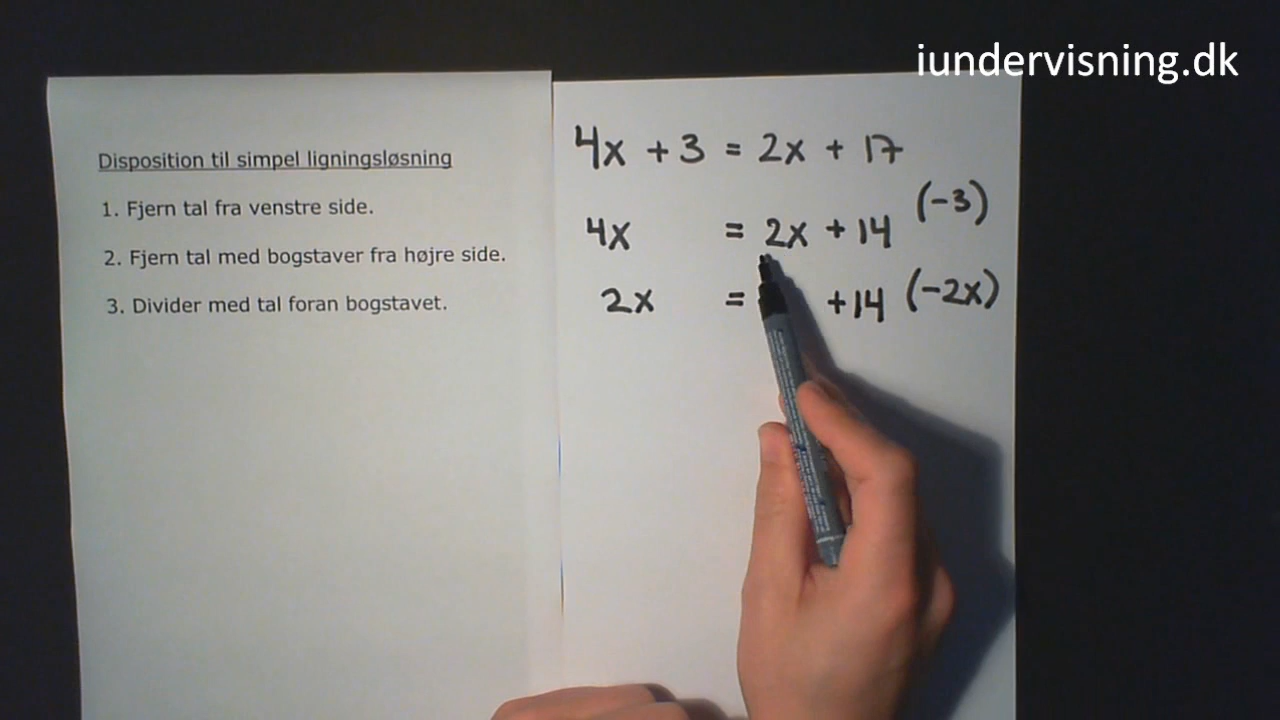 iundervisning.dk
Disposition til simpel ligningsløsning
1. Fjern tal fra venstre side.
2. Fjern tal med bogstaver fra højre side.
3. Divider med tal foran bogstavet.
4x + 3 = 2x + 17
4x = 2x + 14 (-3)
2x = +14 (-2x)